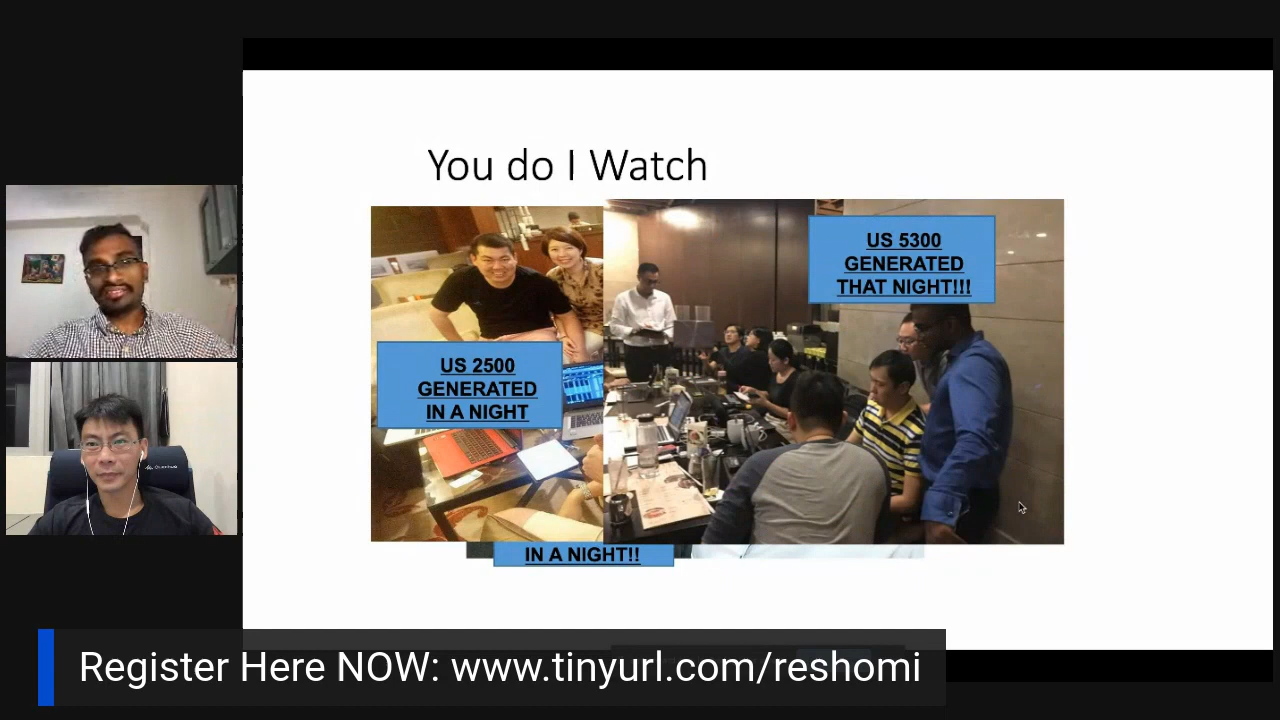 You do I Watch
US 5300
GENERATED
THAT NIGHT!!!
US 2500
GENERATED
IN A NIGHT
IN A NIGHT!!
Register Here NOW: www.tinyurl.com/reshomi